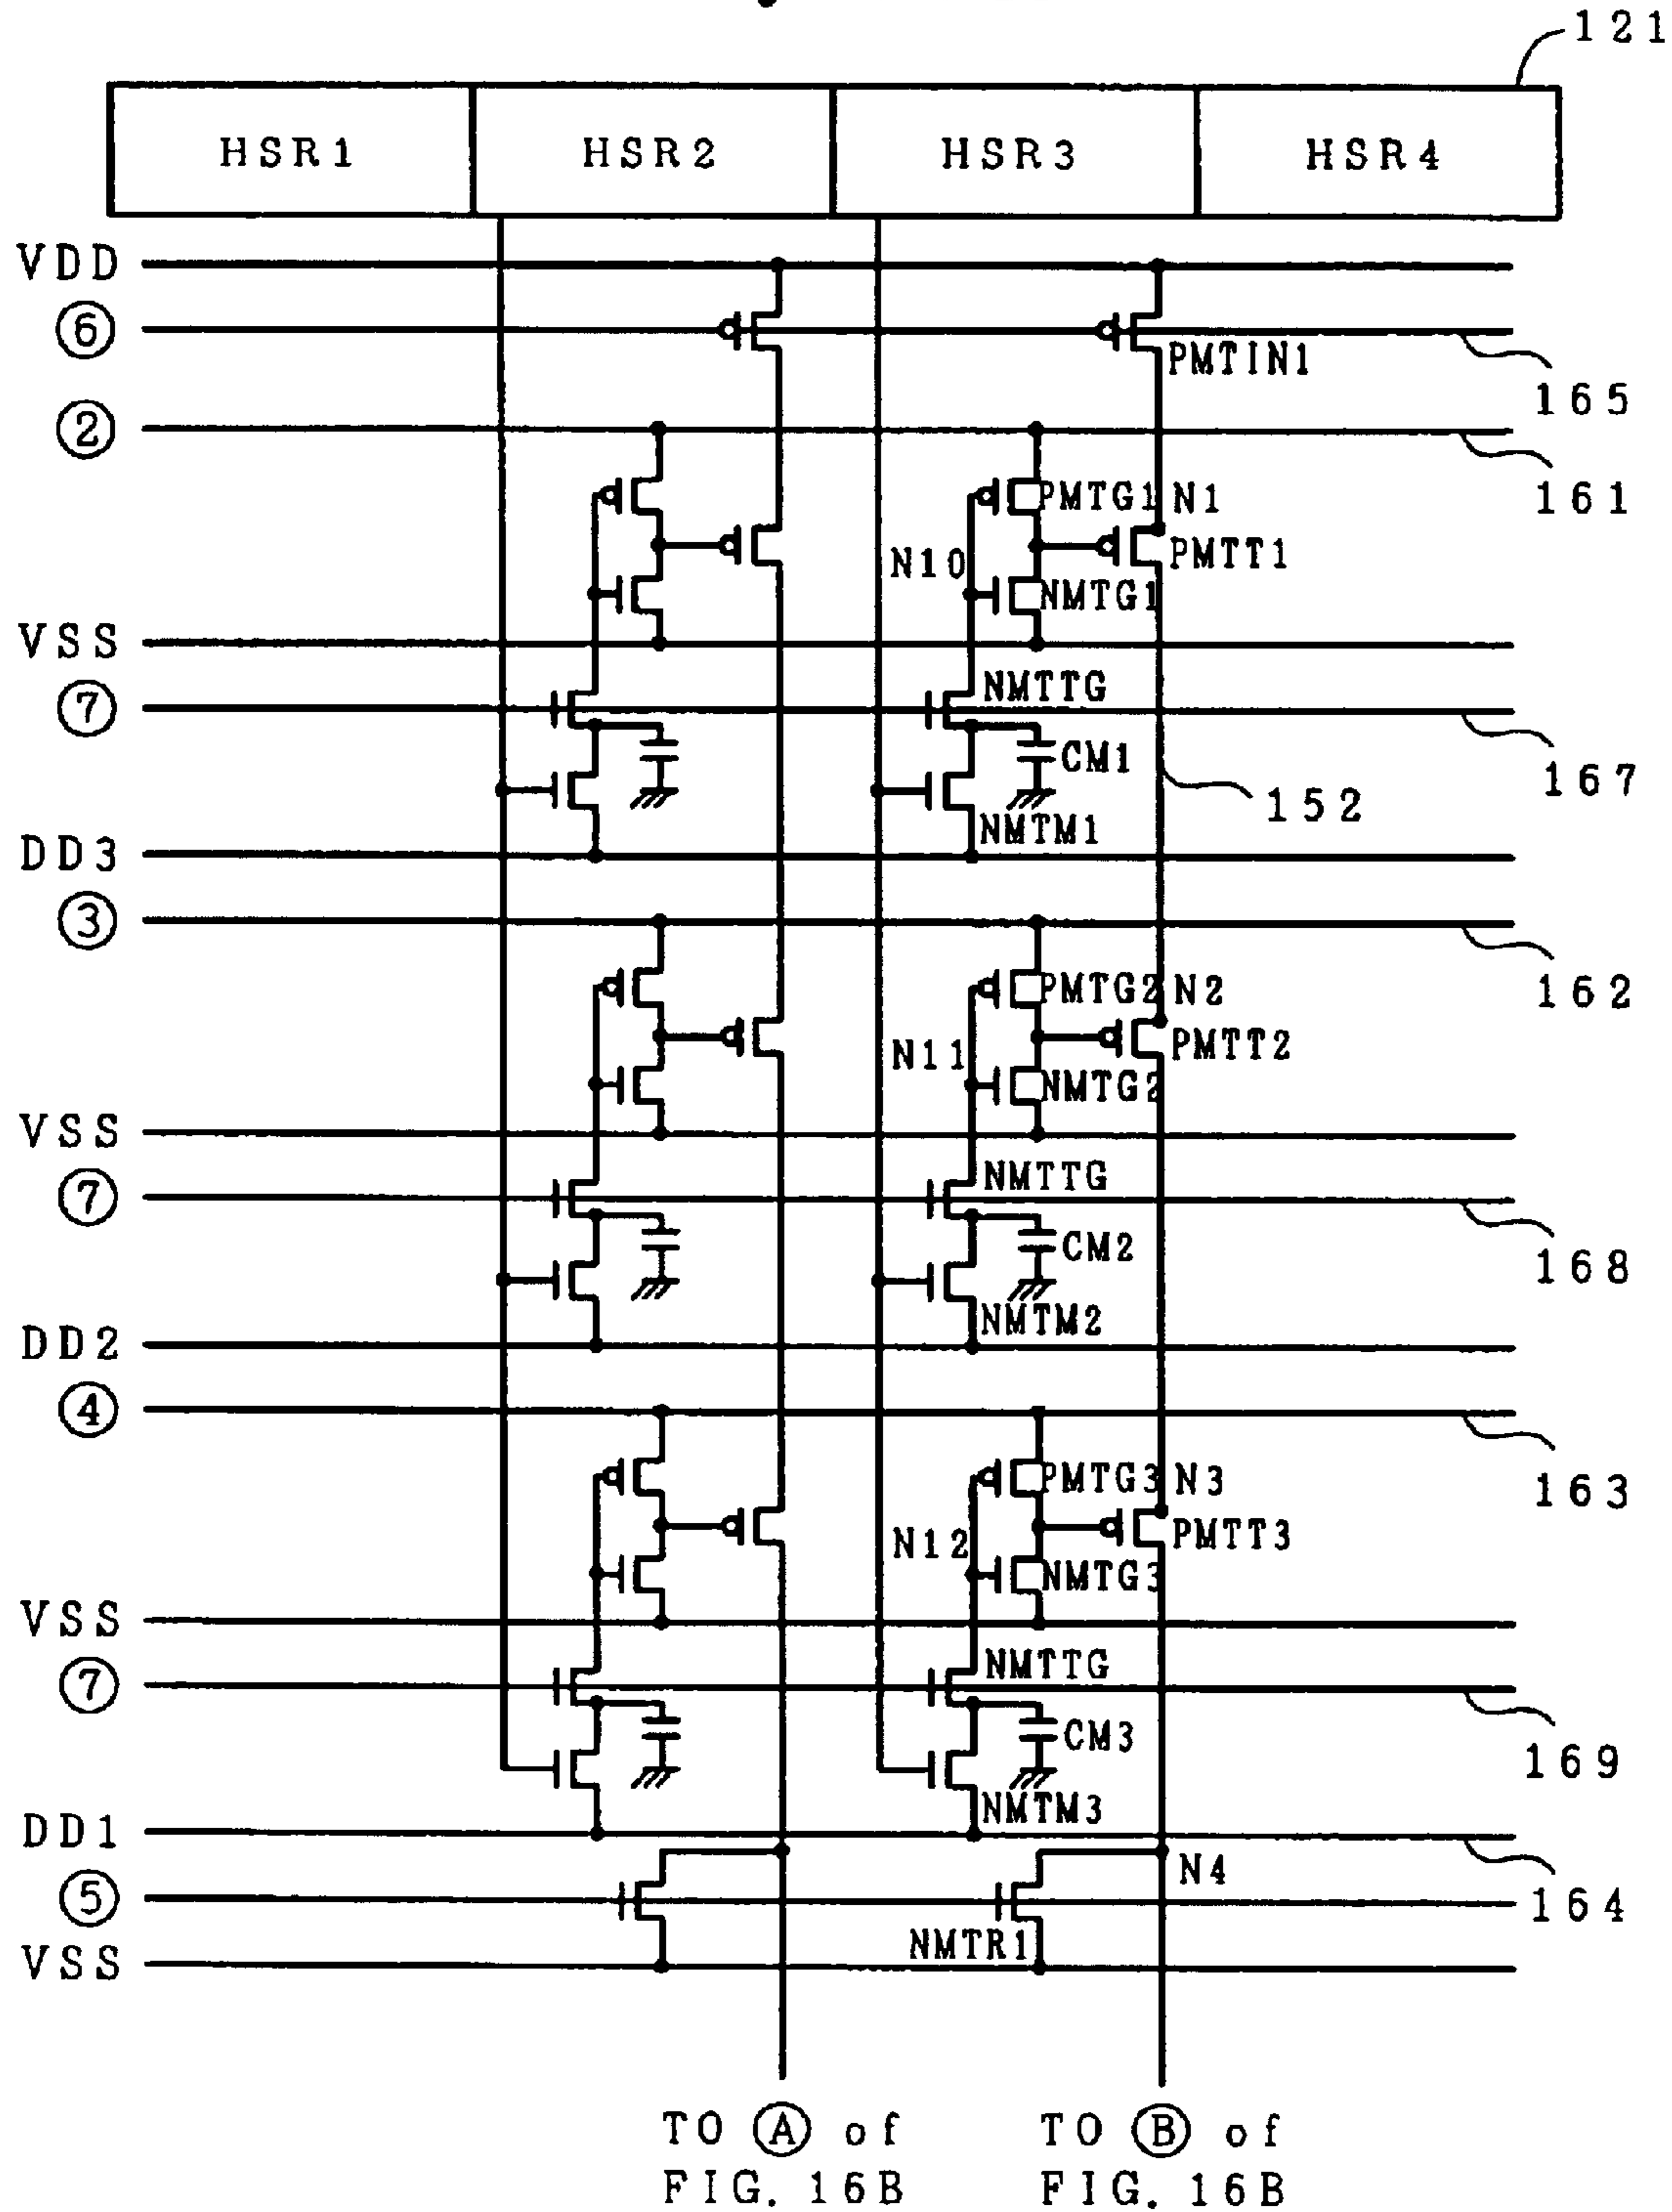 121
HSR1 HSR2 HSR3 HSR4
VDD
⑥
PMTIN1
165
②
161
PMTG1 N1
N10
PMTT1
NMTG1
VSS
⑦
NMTTG
CM1
167
152
NMTM1
DD3
③
162
PMTG2 N2
N11
PMTT2
NMTG2
VSS
⑦
NMTTG
CM2
168
NMTM2
DD2
④
163
PMTG3 N3
N12
PMTT3
NMTG3
VSS
⑦
NMTTG
CM3
169
NMTM3
DD1
N4
⑤
164
NMTR1
VSS
TO Ⓐ of TO Ⓑ of
FIG. 16B FIG. 16B